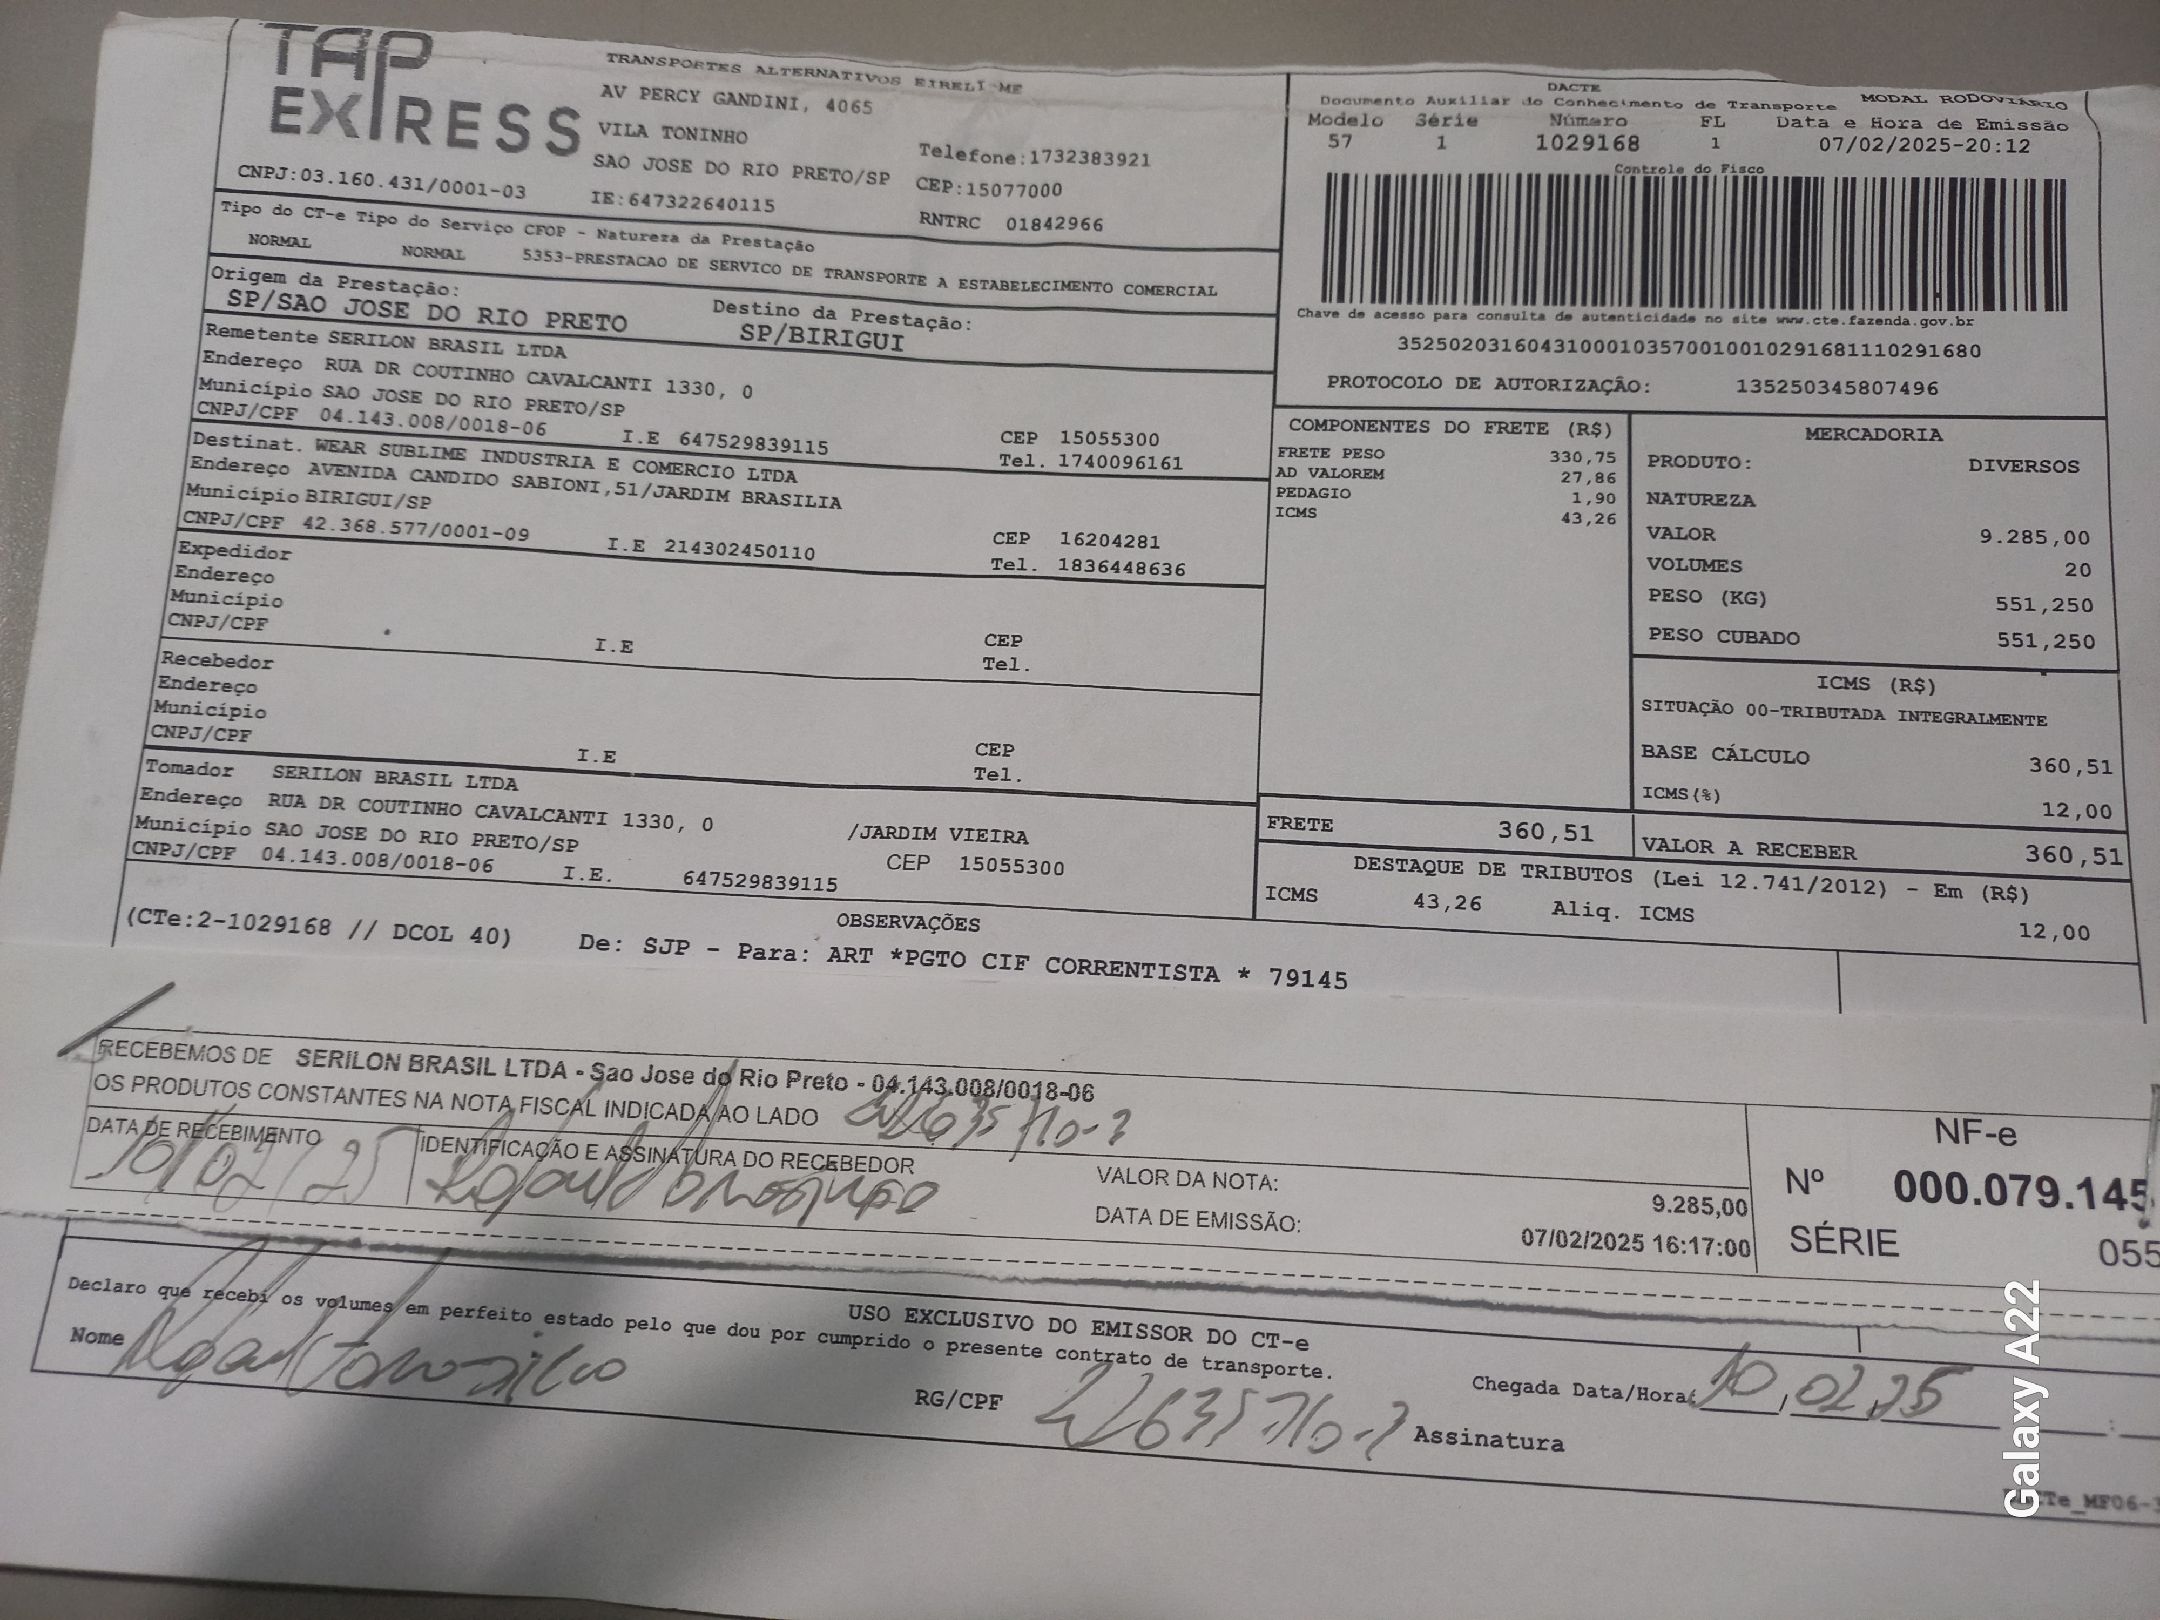 TAP EXPRESS
TRANSPORTES ALTERNATIVOS EIRELI-ME
AV PERCY GANDINI, 4065
VILA TONINHO
SAO JOSE DO RIO PRETO/SP
IE:647322640115
Telefone:1732383921
CEP:15077000
RNTRC 01842966
CNPJ:03.160.431/0001-03
DACTE
Documento Auxiliar do Conhecimento de Transporte MODAL RODOVIARIO
Modelo Série Número FL Data e Hora de Emissão
57 1 1029168 1 07/02/2025-20:12
Controle do Fisco
Chave de acesso para consulta de autenticidade no site www.cte.fazenda.gov.br
35250203160431000103570010010291681110291680
PROTOCOLO DE AUTORIZAÇÃO: 135250345807496
Tipo do CT-e Tipo do Serviço CFOP - Natureza da Prestação
NORMAL NORMAL 5353-PRESTACAO DE SERVICO DE TRANSPORTE A ESTABELECIMENTO COMERCIAL
Origem da Prestação: Destino da Prestação:
SP/SAO JOSE DO RIO PRETO SP/BIRIGUI
Remetente SERILON BRASIL LTDA
Endereço RUA DR COUTINHO CAVALCANTI 1330, 0
Município SAO JOSE DO RIO PRETO/SP CEP 15055300
CNPJ/CPF 04.143.008/0018-06 I.E 647529839115 Tel. 1740096161
Destinat. WEAR SUBLIME INDUSTRIA E COMERCIO LTDA
Endereço AVENIDA CANDIDO SABIONI,51/JARDIM BRASILIA
Município BIRIGUI/SP CEP 16204281
CNPJ/CPF 42.368.577/0001-09 I.E 214302450110 Tel. 1836448636
Expedidor
Endereço
Município CEP
CNPJ/CPF I.E Tel.
Recebedor
Endereço
Município CEP
CNPJ/CPF I.E Tel.
Tomador SERILON BRASIL LTDA
Endereço RUA DR COUTINHO CAVALCANTI 1330, 0 /JARDIM VIEIRA
Município SAO JOSE DO RIO PRETO/SP CEP 15055300
CNPJ/CPF 04.143.008/0018-06 I.E. 647529839115
COMPONENTES DO FRETE (R$)
FRETE PESO 330,75
AD VALOREM 27,86
PEDAGIO 1,90
ICMS 43,26
MERCADORIA
PRODUTO: DIVERSOS
NATUREZA
VALOR 9.285,00
VOLUMES 20
PESO (KG) 551,250
PESO CUBADO 551,250
ICMS (R$)
SITUAÇÃO 00-TRIBUTADA INTEGRALMENTE
BASE CÁLCULO 360,51
ICMS(%) 12,00
FRETE 360,51 VALOR A RECEBER 360,51
DESTAQUE DE TRIBUTOS (Lei 12.741/2012) - Em (R$)
ICMS 43,26 Aliq. ICMS 12,00
OBSERVAÇÕES
(CTe:2-1029168 // DCOL 40) De: SJP - Para: ART *PGTO CIF CORRENTISTA * 79145
RECEBEMOS DE SERILON BRASIL LTDA - Sao Jose do Rio Preto - 04.143.008/0018-06
OS PRODUTOS CONSTANTES NA NOTA FISCAL INDICADA AO LADO
DATA DE RECEBIMENTO IDENTIFICAÇÃO E ASSINATURA DO RECEBEDOR
10/02/25
VALOR DA NOTA: 9.285,00
DATA DE EMISSÃO: 07/02/2025 16:17:00
NF-e
Nº 000.079.145
SÉRIE 055
USO EXCLUSIVO DO EMISSOR DO CT-e
Declaro que recebi os volumes em perfeito estado pelo que dou por cumprido o presente contrato de transporte.
Nome
RG/CPF
Chegada Data/Hora: 10,02,25
Assinatura
Galaxy A22